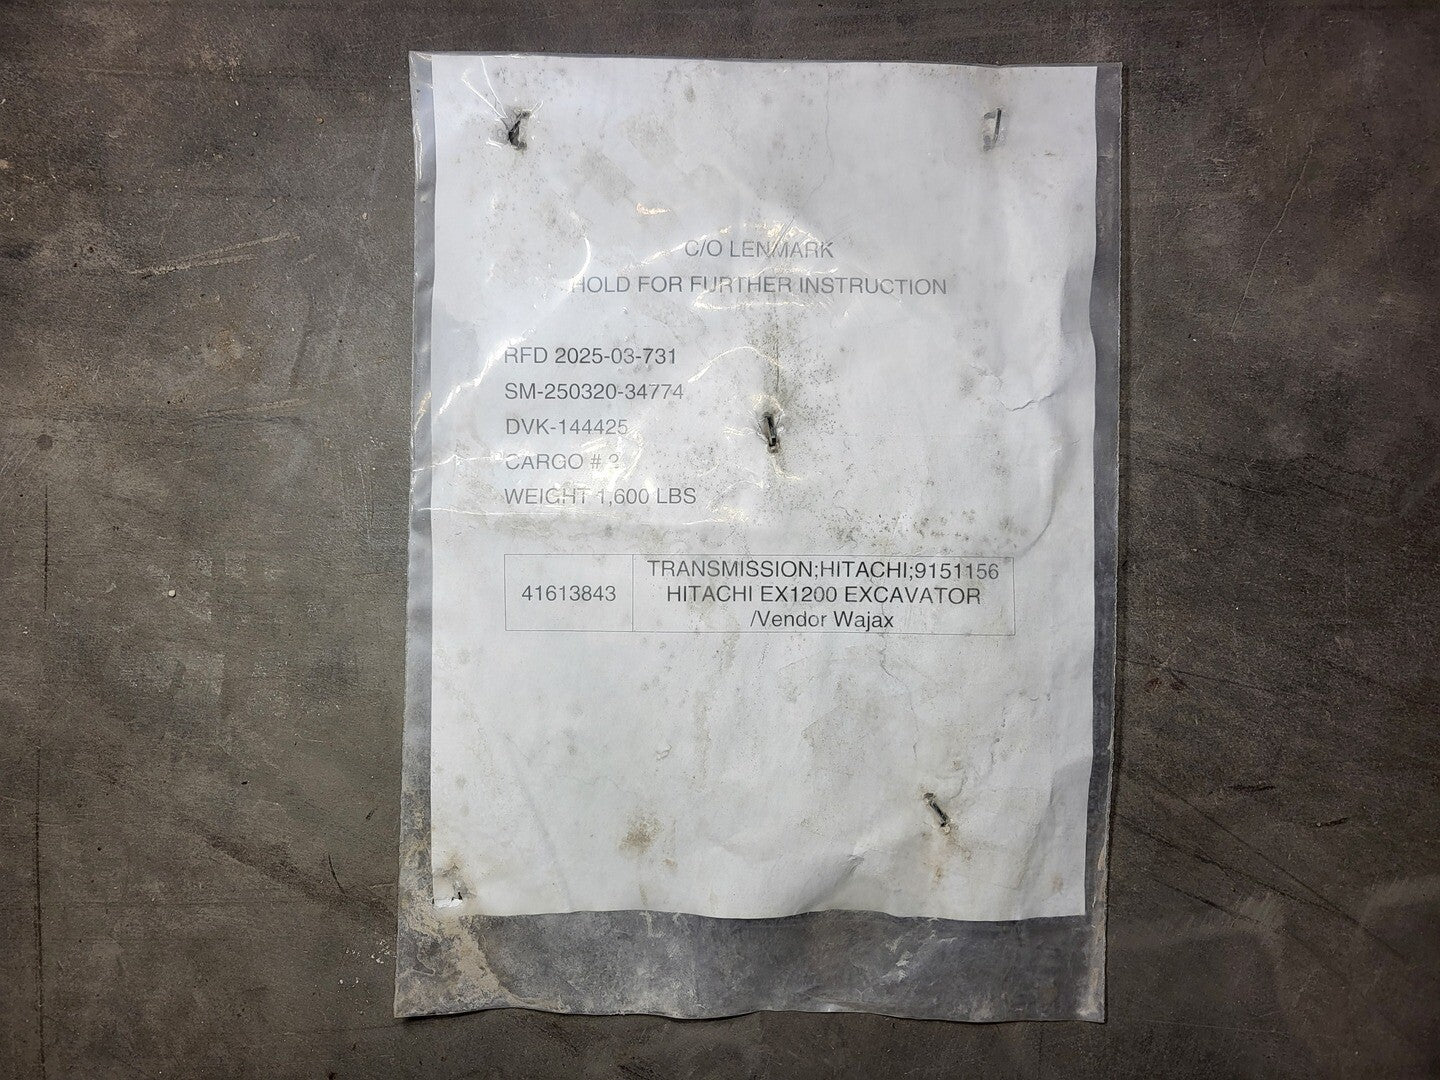 C/O LENMARK
HOLD FOR FURTHER INSTRUCTION
RFD 2025-03-731
SM-250320-34774
DVK-144425
CARGO #
WEIGHT 1,600 LBS
41613843
TRANSMISSION;HITACHI;9151156
HITACHI EX1200 EXCAVATOR
/Vendor Wajax